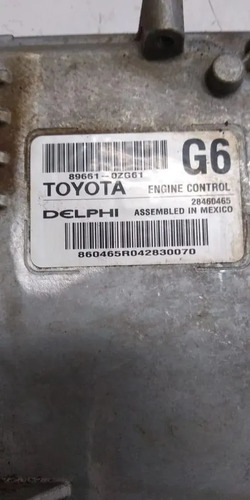 89661-0ZG61
G6
TOYOTA ENGINE CONTROL
28460465
DELPHI ASSEMBLED IN MEXICO
860465R042830070